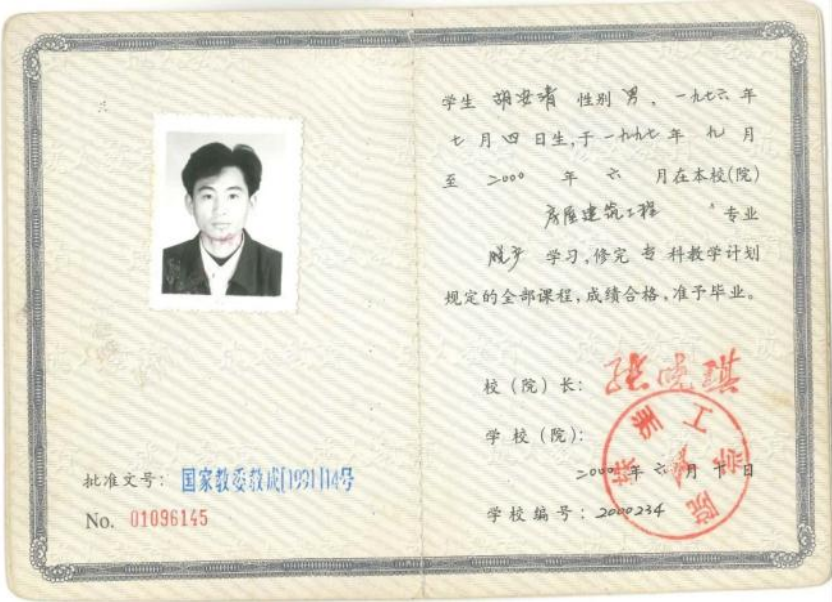 批准文号： 国家教委教成[1991]14号
No. 01096145
学生 胡安清 性别 男 ，一九七六 年
七 月 四 日生,于 一九九七 年 九 月
至 二000 年 六 月在本校(院)
房屋建筑工程 专业
脱产 学习,修完 专 科教学计划
规定的全部课程,成绩合格,准予毕业。
校（院）长：
学 校（院）：
二000 年 六 月 十 日
学校编号：2000234